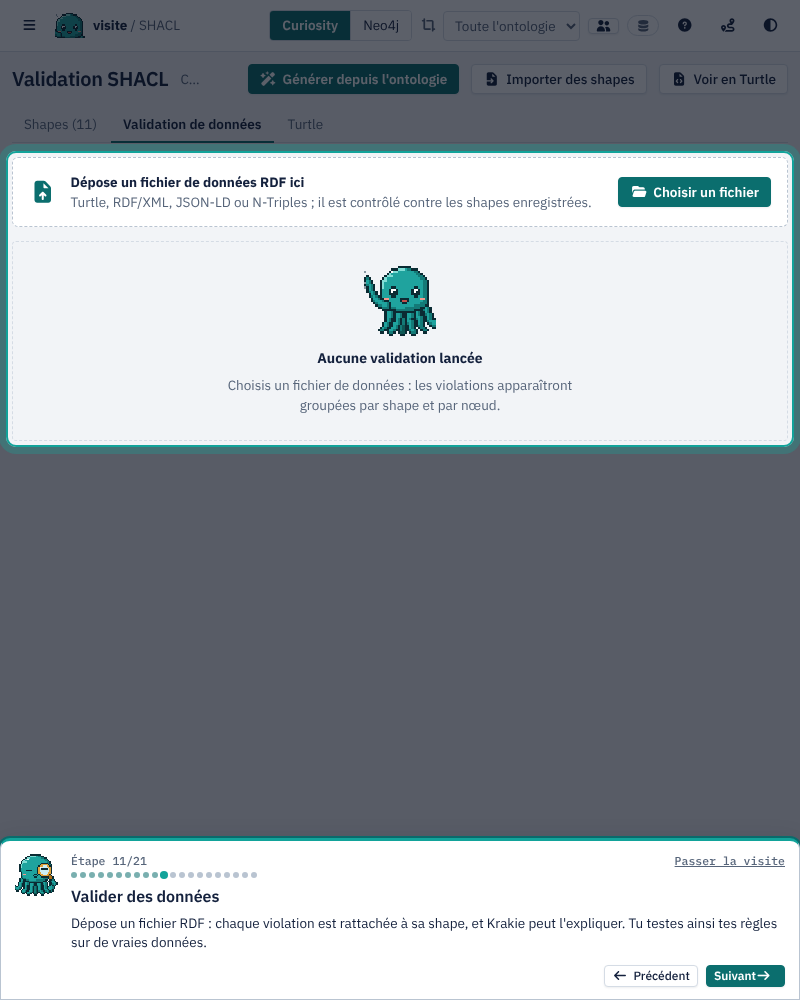 visite / SHACL
Curiosity
Neo4j
Toute l'ontologie
Validation SHACL
C...
Générer depuis l'ontologie
Importer des shapes
Voir en Turtle
Shapes (11)
Validation de données
Turtle
Dépose un fichier de données RDF ici
Turtle, RDF/XML, JSON-LD ou N-Triples ; il est contrôlé contre les shapes enregistrées.
Choisir un fichier
Aucune validation lancée
Choisis un fichier de données : les violations apparaîtront
groupées par shape et par nœud.
Étape 11/21
Passer la visite
Valider des données
Dépose un fichier RDF : chaque violation est rattachée à sa shape, et Krakie peut l'expliquer. Tu testes ainsi tes règles
sur de vraies données.
Précédent
Suivant